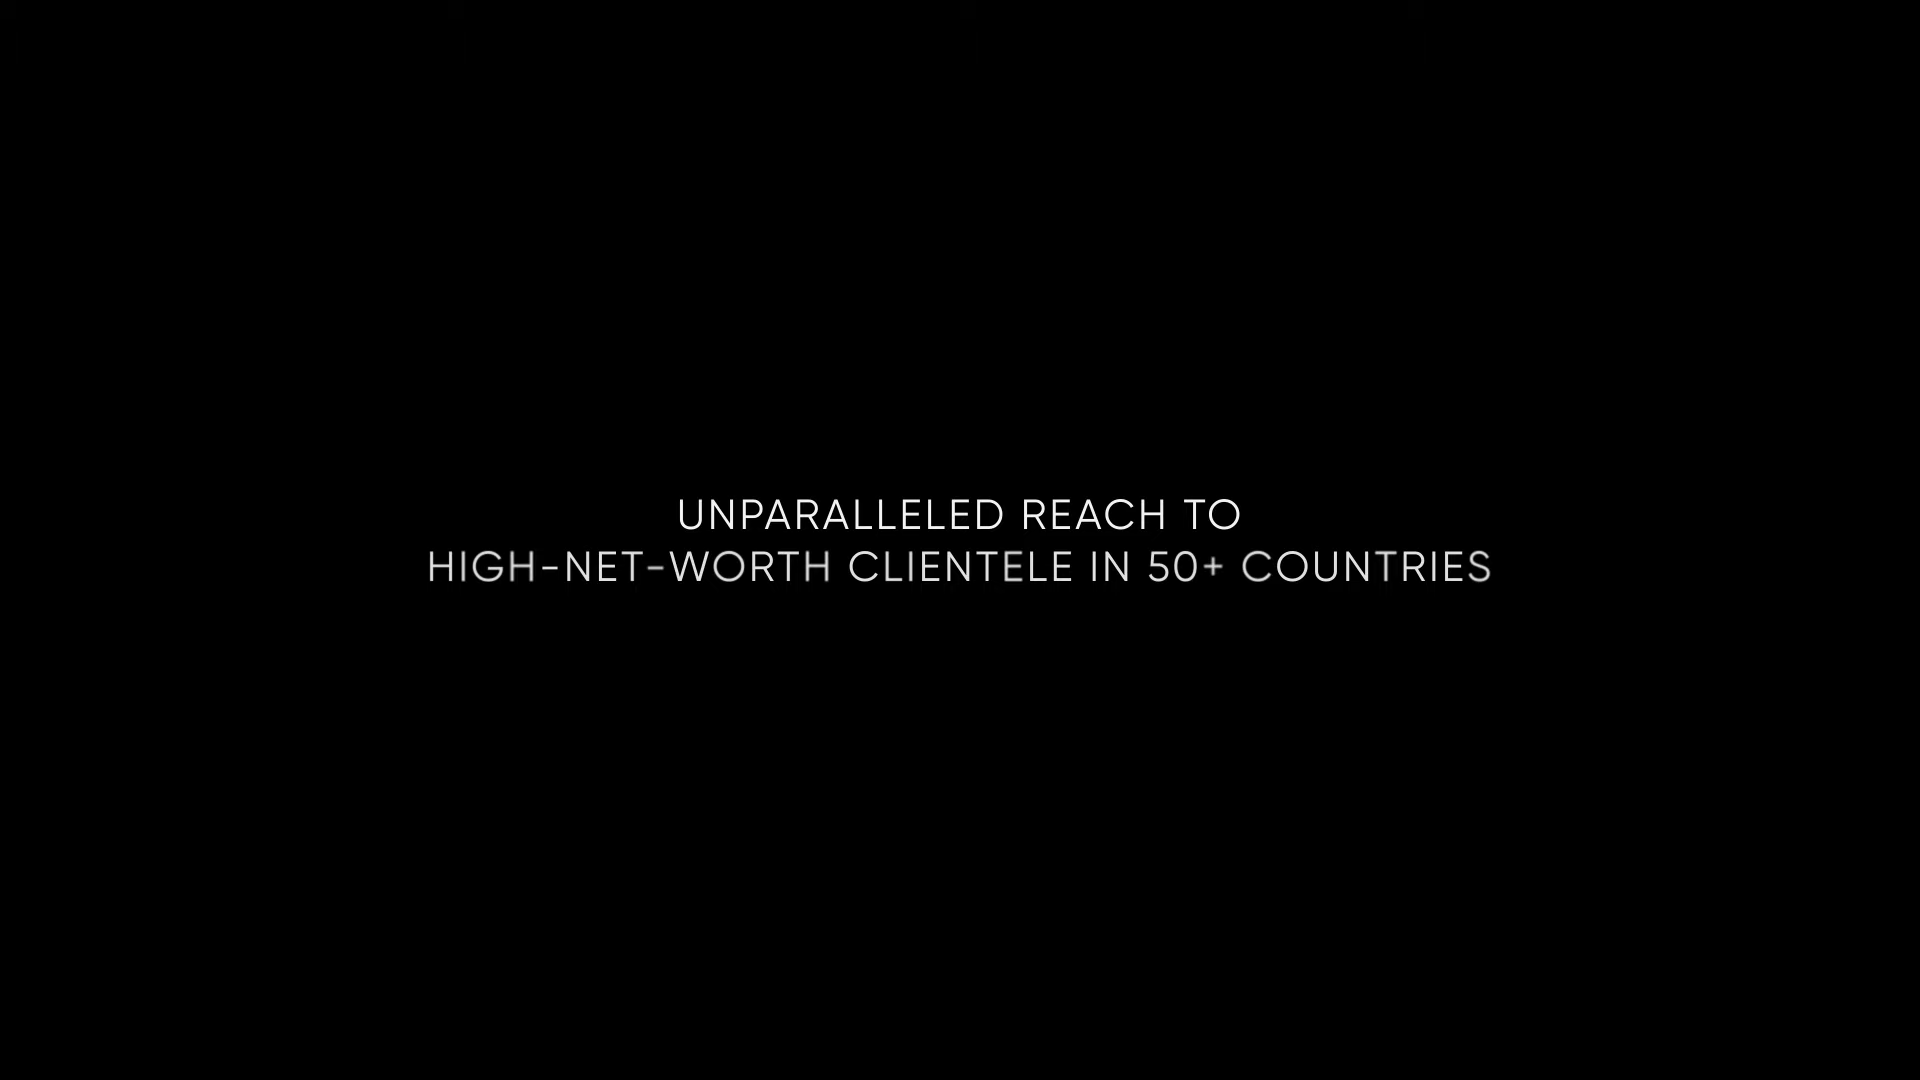 UNPARALLELED REACH TO
HIGH-NET-WORTH CLIENTELE IN 50+ COUNTRIES